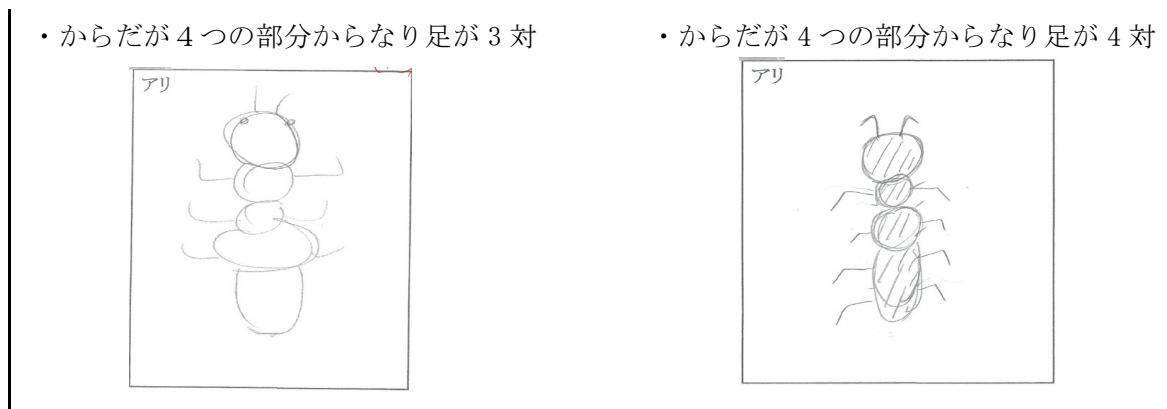 ・からだが４つの部分からなり足が 3 対
・からだが 4 つの部分からなり足が 4 対
アリ
アリ